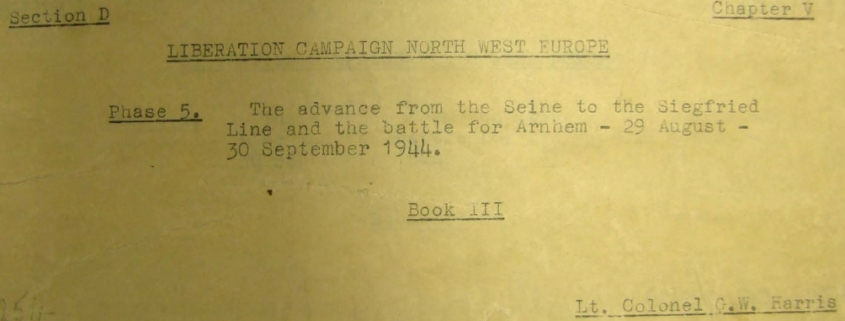 Section D
Chapter V
LIBERATION CAMPAIGN NORTH WEST EUROPE
Phase 5. The advance from the Seine to the Siegfried
Line and the battle for Arnhem - 29 August -
30 September 1944.
Book III
Lt. Colonel G.W. Harris